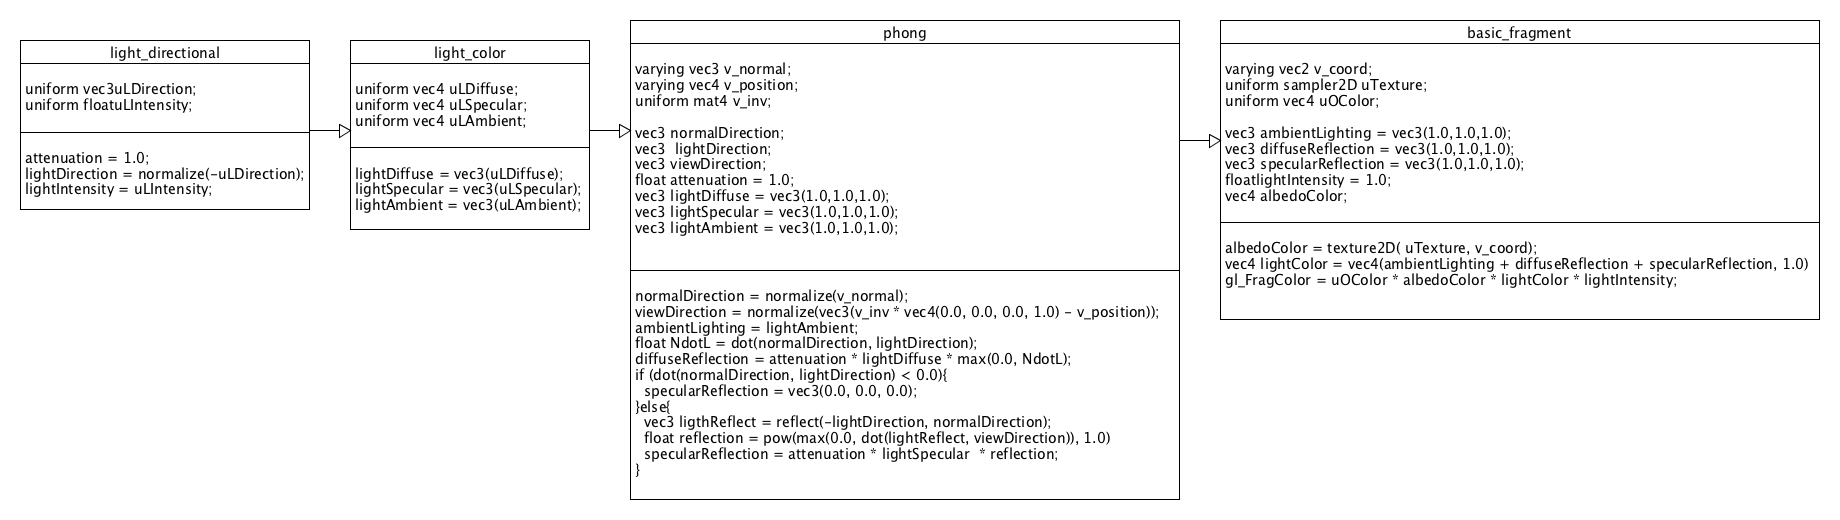 light_directional
uniform vec3uLDirection;
uniform floatuLIntensity;
attenuation = 1.0;
lightDirection = normalize(-uLDirection);
lightIntensity = uLIntensity;
light_color
uniform vec4 uLDiffuse;
uniform vec4 uLSpecular;
uniform vec4 uLAmbient;
lightDiffuse = vec3(uLDiffuse);
lightSpecular = vec3(uLSpecular);
lightAmbient = vec3(uLAmbient);
phong
varying vec3 v_normal;
varying vec4 v_position;
uniform mat4 v_inv;
vec3 normalDirection;
vec3  lightDirection;
vec3 viewDirection;
float attenuation = 1.0;
vec3 lightDiffuse = vec3(1.0,1.0,1.0);
vec3 lightSpecular = vec3(1.0,1.0,1.0);
vec3 lightAmbient = vec3(1.0,1.0,1.0);
normalDirection = normalize(v_normal);
viewDirection = normalize(vec3(v_inv * vec4(0.0, 0.0, 0.0, 1.0) - v_position));
ambientLighting = lightAmbient;
float NdotL = dot(normalDirection, lightDirection);
diffuseReflection = attenuation * lightDiffuse * max(0.0, NdotL);
if (dot(normalDirection, lightDirection) < 0.0){
  specularReflection = vec3(0.0, 0.0, 0.0);
}else{
  vec3 ligthReflect = reflect(-lightDirection, normalDirection);
  float reflection = pow(max(0.0, dot(lightReflect, viewDirection)), 1.0)
  specularReflection = attenuation * lightSpecular  * reflection;
}
basic_fragment
varying vec2 v_coord;
uniform sampler2D uTexture;
uniform vec4 uOColor;
vec3 ambientLighting = vec3(1.0,1.0,1.0);
vec3 diffuseReflection = vec3(1.0,1.0,1.0);
vec3 specularReflection = vec3(1.0,1.0,1.0);
floatlightIntensity = 1.0;
vec4 albedoColor;
albedoColor = texture2D( uTexture, v_coord);
vec4 lightColor = vec4(ambientLighting + diffuseReflection + specularReflection, 1.0)
gl_FragColor = uOColor * albedoColor * lightColor * lightIntensity;